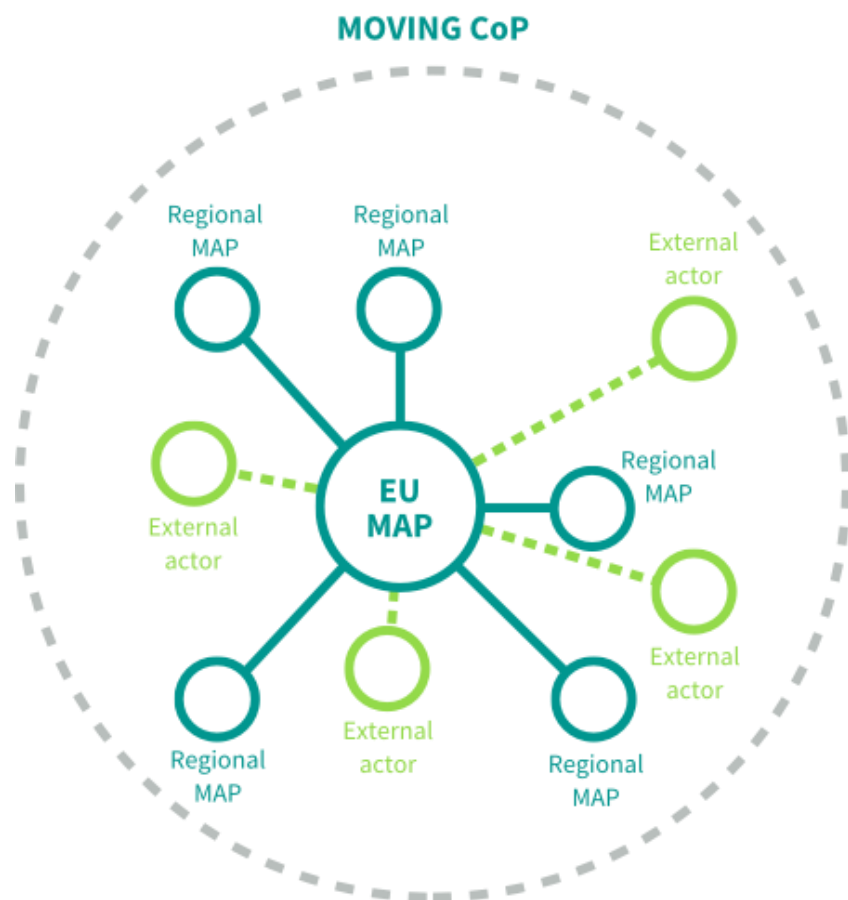 MOVING CoP
Regional
MAP
Regional
MAP
External
actor
Regional
MAP
EU
MAP
External
actor
External
actor
Regional
MAP
External
actor
Regional
MAP